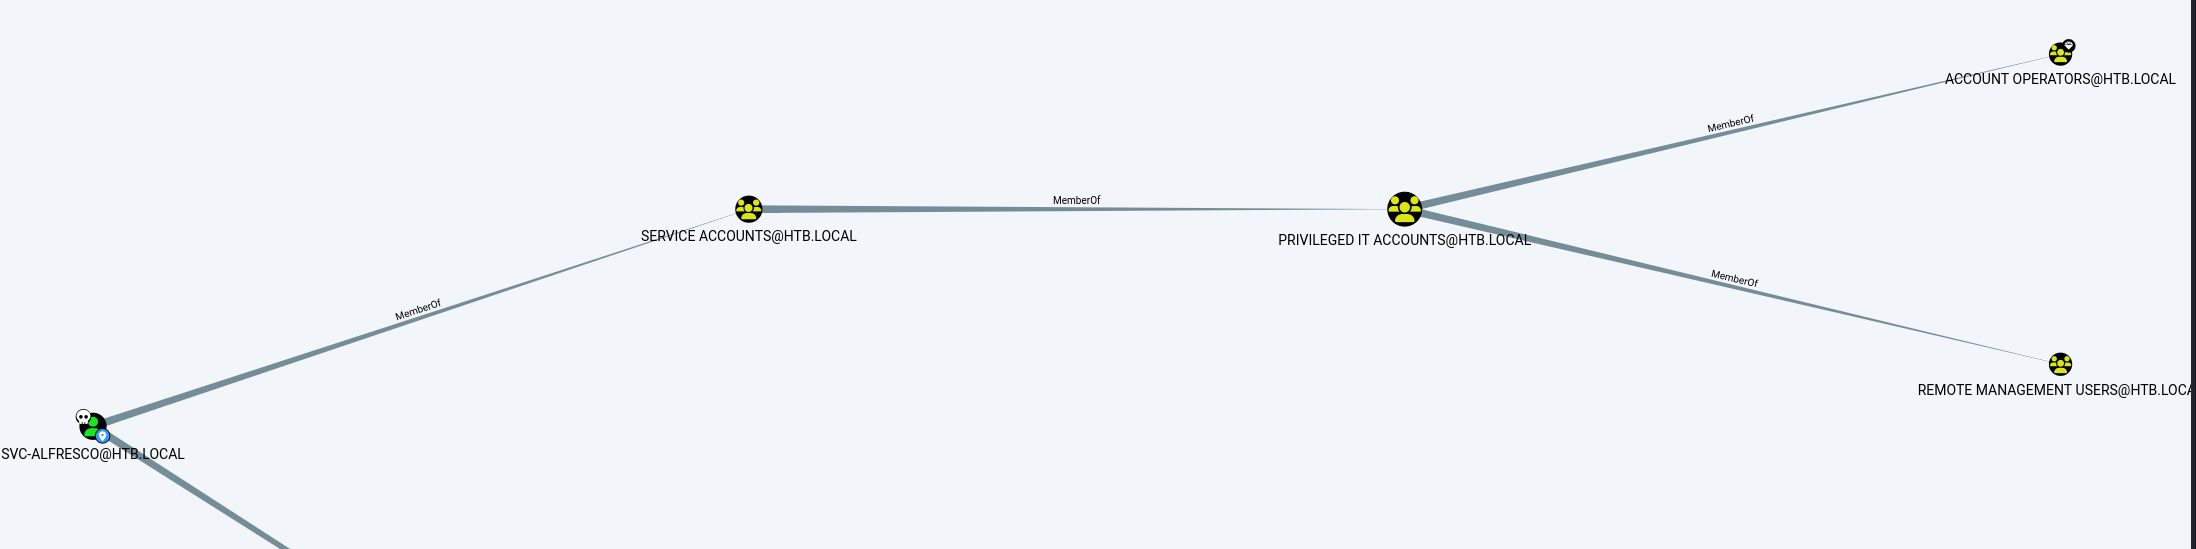 ACCOUNT OPERATORS@HTB.LOCAL
MemberOf
MemberOf
SERVICE ACCOUNTS@HTB.LOCAL
PRIVILEGED IT ACCOUNTS@HTB.LOCAL
MemberOf
MemberOf
REMOTE MANAGEMENT USERS@HTB.LOCA
SVC-ALFRESCO@HTB.LOCAL